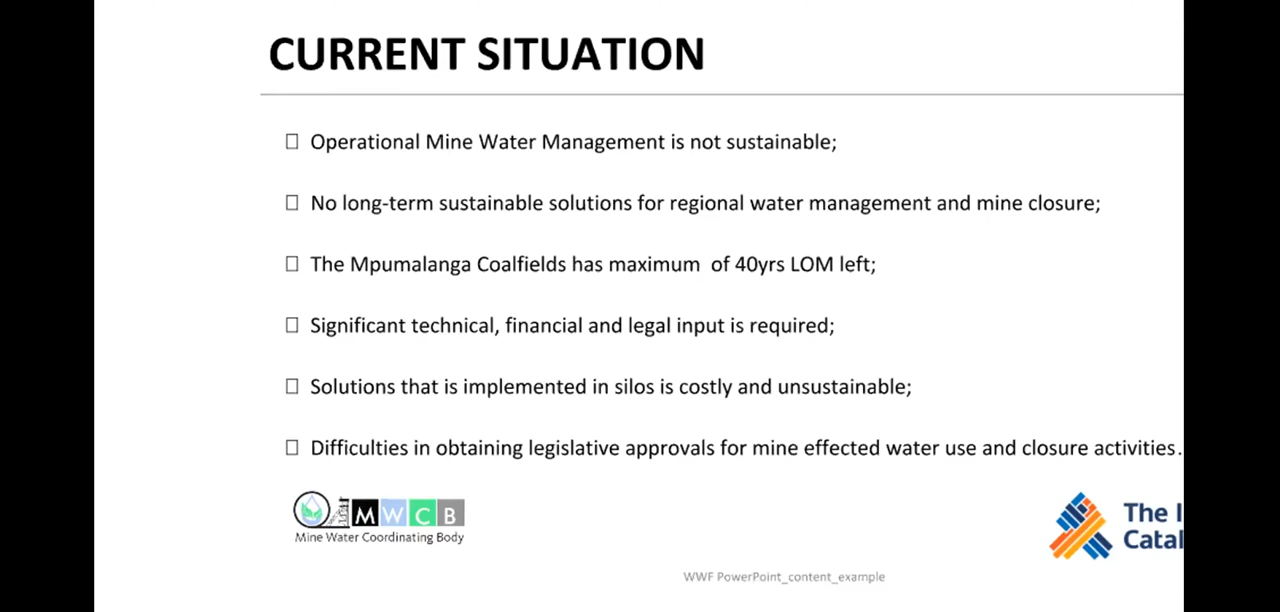 CURRENT SITUATION
Operational Mine Water Management is not sustainable;
No long-term sustainable solutions for regional water management and mine closure;
The Mpumalanga Coalfields has maximum  of 40yrs LOM left;
Significant technical, financial and legal input is required;
Solutions that is implemented in silos is costly and unsustainable;
Difficulties in obtaining legislative approvals for mine effected water use and closure activities.
MWCB
Mine Water Coordinating Body
The
WWF PowerPoint_content_example